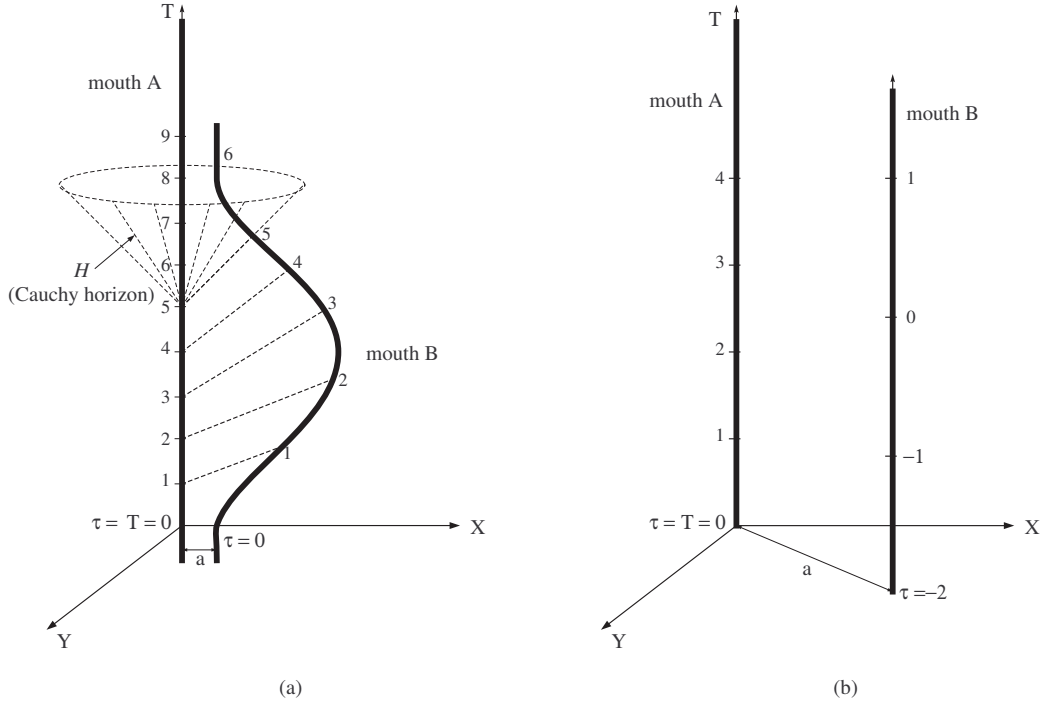 T
mouth A
9
8
7
6
5
4
3
2
1
6
5
4
3
2
1
H
(Cauchy horizon)
mouth B
τ = T = 0
τ = 0
a
X
Y
(a)
T
mouth A
4
3
2
1
mouth B
1
0
−1
τ = T = 0
a
τ =−2
X
Y
(b)